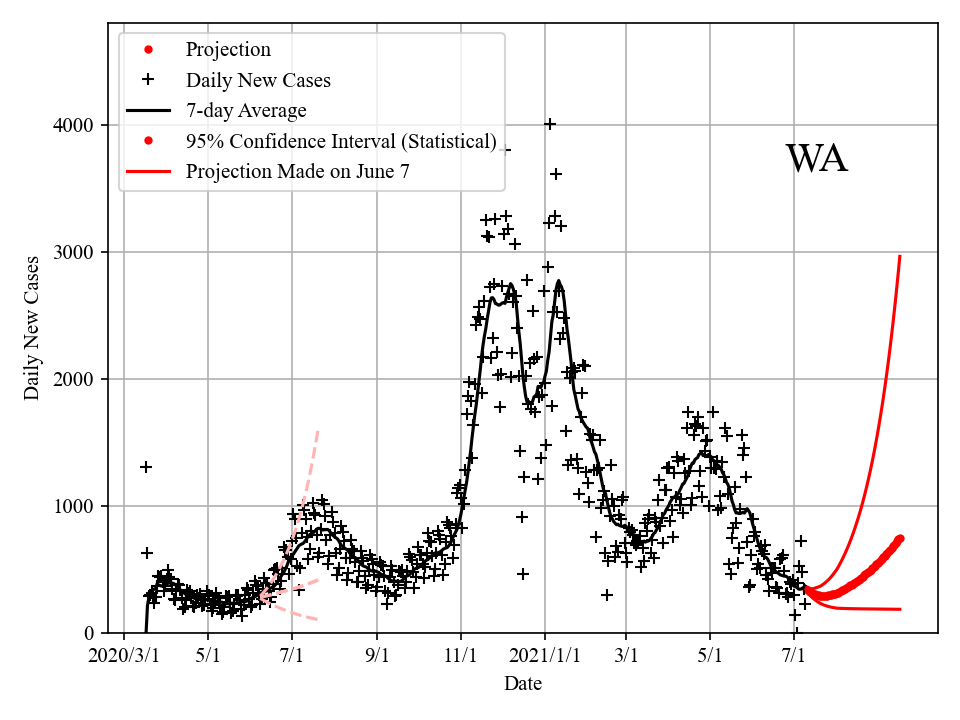 Projection
Daily New Cases
7-day Average
95% Confidence Interval (Statistical)
Projection Made on June 7
WA
4000
3000
2000
1000
0
Daily New Cases
2020/3/1 5/1 7/1 9/1 11/1 2021/1/1 3/1 5/1 7/1
Date